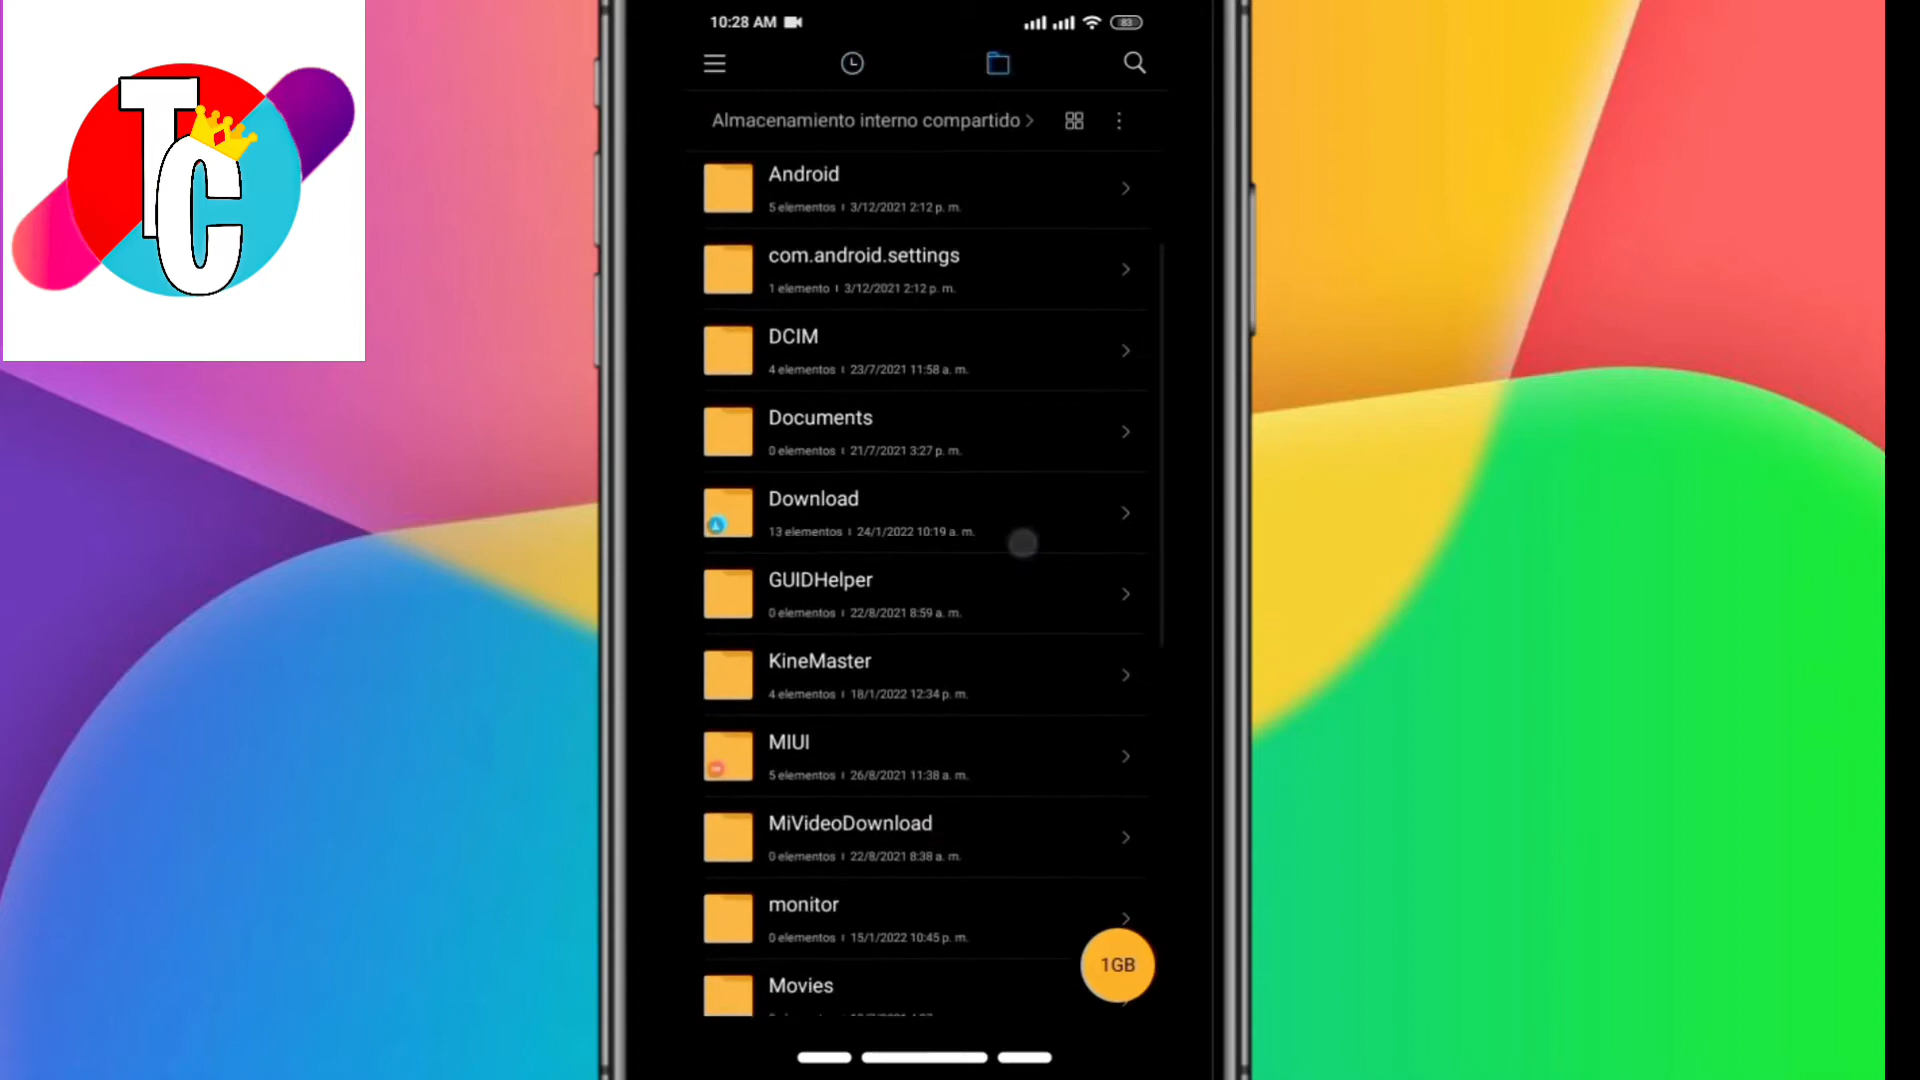 TC
10:28 AM
83
Almacenamiento interno compartido
Android
5 elementos | 3/12/2021 2:12 p. m.
com.android.settings
1 elemento | 3/12/2021 2:12 p. m.
DCIM
4 elementos | 23/7/2021 11:58 a. m.
Documents
0 elementos | 21/7/2021 3:27 p. m.
Download
13 elementos | 24/1/2022 10:19 a. m.
GUIDHelper
0 elementos | 22/8/2021 8:59 a. m.
KineMaster
4 elementos | 18/1/2022 12:34 p. m.
MIUI
5 elementos | 26/8/2021 11:38 a. m.
MiVideoDownload
0 elementos | 22/8/2021 8:38 a. m.
monitor
0 elementos | 15/1/2022 10:45 p. m.
1GB
Movies